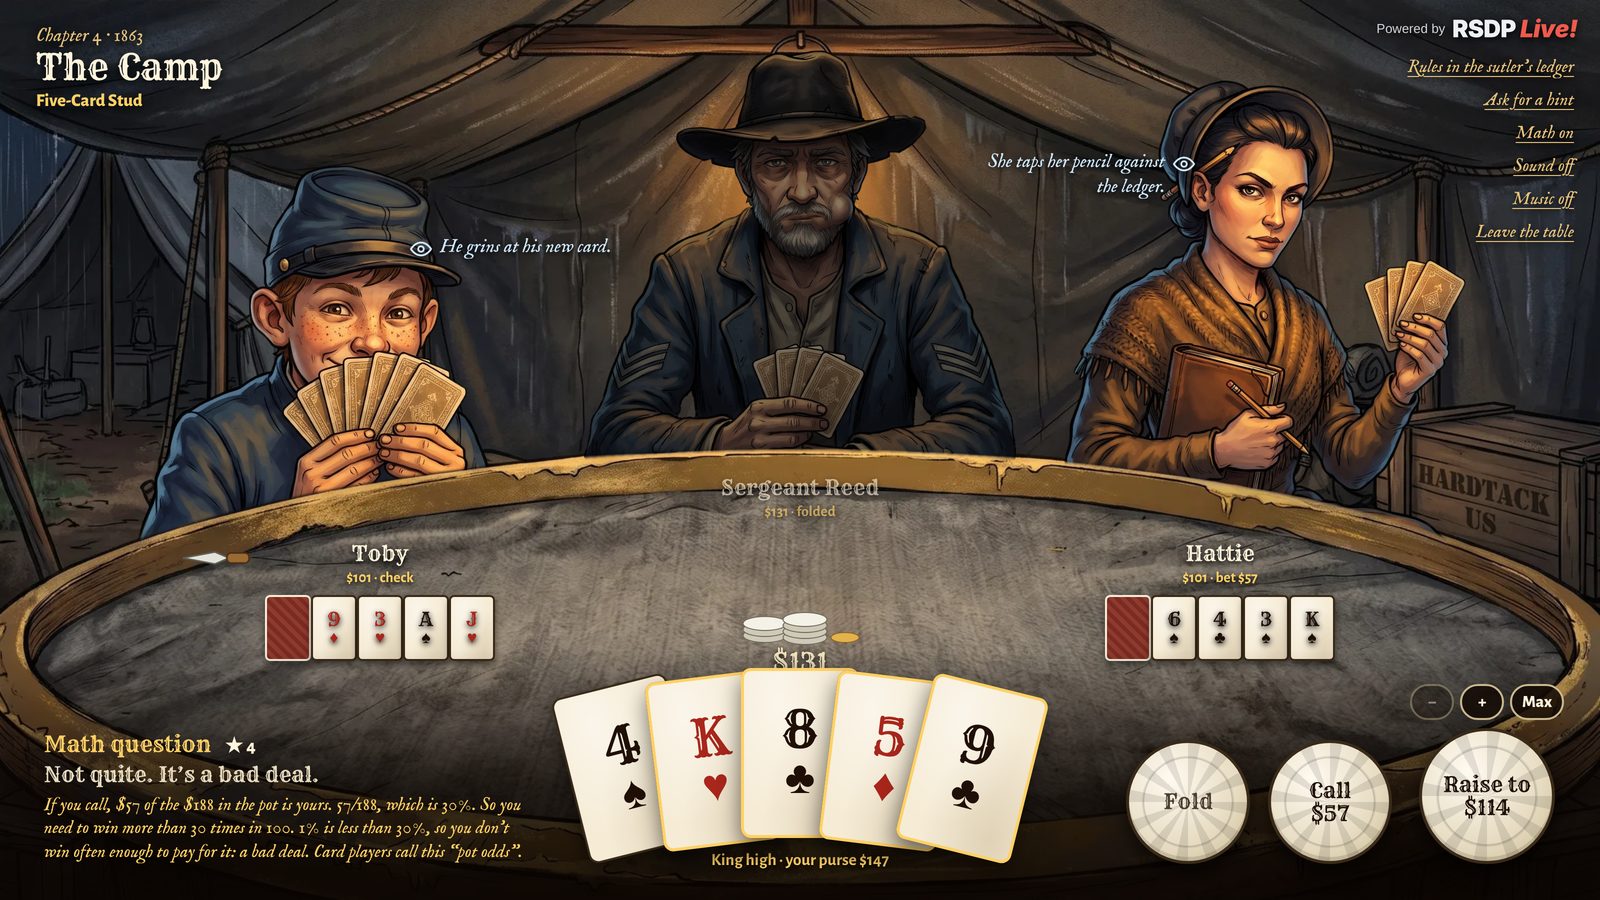 Chapter 4 · 1863
The Camp
Five-Card Stud
Powered by RSDP Live!
Rules in the sutler's ledger
Ask for a hint
Math on
Sound off
Music off
Leave the table
She taps her pencil against
the ledger.
He grins at his new card.
HARDTACK
US
Sergeant Reed
$131 · folded
Toby
$101 · check
9 3 A J
Hattie
$101 · bet $57
6 4 3 K
$131
4 K 8 5 9
King high · your purse $147
Math question ★ 4
Not quite. It's a bad deal.
If you call, $57 of the $188 in the pot is yours. 57/188, which is 30%. So you
need to win more than 30 times in 100. 1% is less than 30%, so you don't
win often enough to pay for it: a bad deal. Card players call this “pot odds”.
− + Max
Fold
Call
$57
Raise to
$114